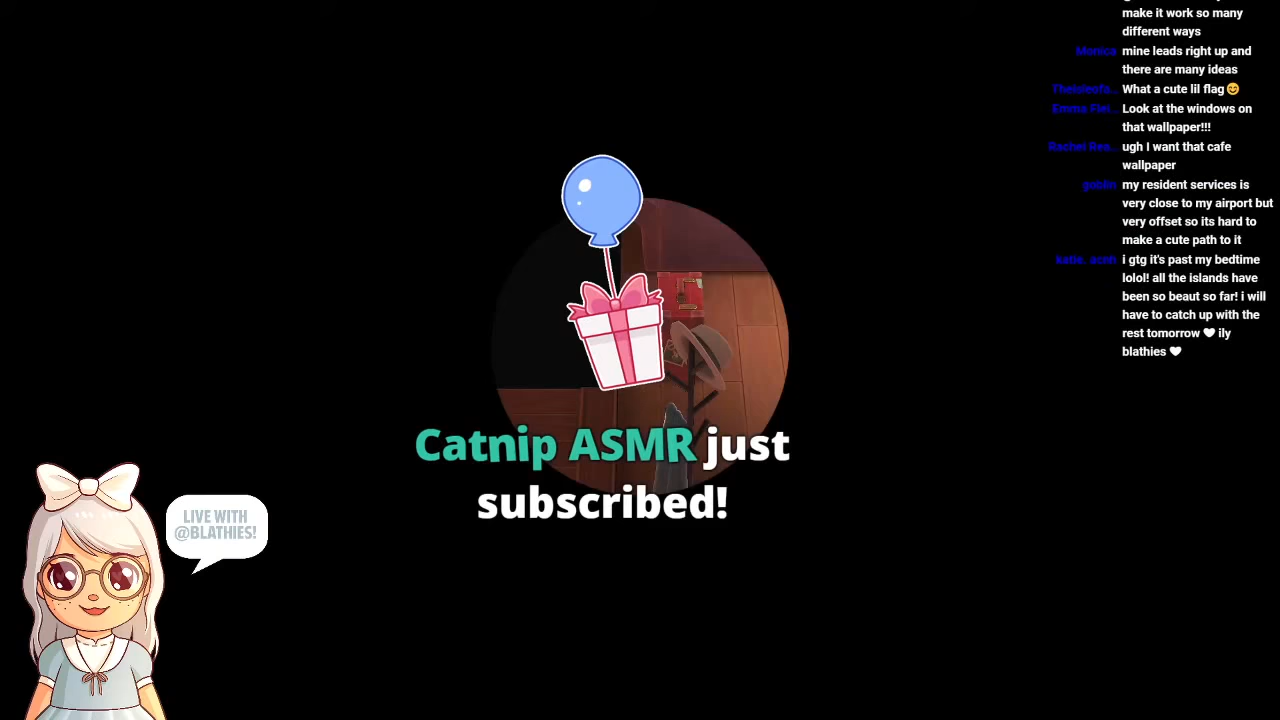 make it work so many
different ways
Monica mine leads right up and
there are many ideas
What a cute lil flag😊
Emma Flei... Look at the windows on
that wallpaper!!!
Rachel Rea... ugh I want that cafe
wallpaper
goblin my resident services is
very close to my airport but
very offset so its hard to
make a cute path to it
i gtg it's past my bedtime
lolol! all the islands have
been so beaut so far! i will
have to catch up with the
rest tomorrow 🤍 ily
blathies 🤍
Catnip ASMR just
subscribed!
LIVE WITH
@BLATHIES!